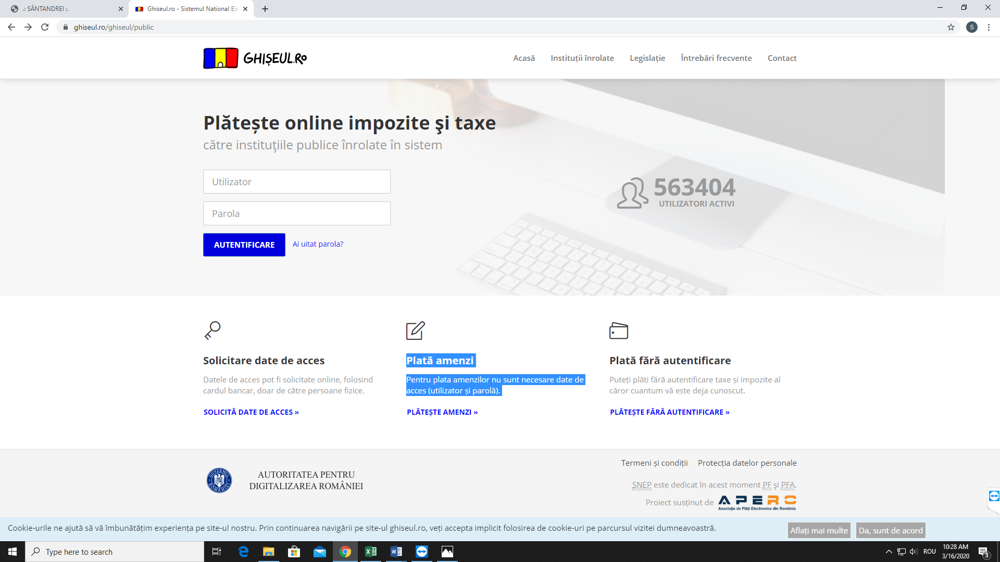 .: SÂNTANDREI :.
Ghiseul.ro - Sistemul National Ele
ghiseul.ro/ghiseul/public
S
GHIȘEUL.RO
Acasă
Instituții înrolate
Legislație
Întrebări frecvente
Contact
Plătește online impozite şi taxe
către instituţiile publice înrolate în sistem
Utilizator
Parola
AUTENTIFICARE
Ai uitat parola?
563404
UTILIZATORI ACTIVI
Solicitare date de acces
Datele de acces pot fi solicitate online, folosind
cardul bancar, doar de către persoane fizice.
SOLICITĂ DATE DE ACCES »
Plată amenzi
Pentru plata amenzilor nu sunt necesare date de
acces (utilizator și parolă).
PLĂTEȘTE AMENZI »
Plată fără autentificare
Puteți plăti fără autentificare taxe și impozite al
căror cuantum vă este deja cunoscut.
PLĂTEȘTE FĂRĂ AUTENTIFICARE »
GUVERNUL ROMÂNIEI
AUTORITATEA PENTRU
DIGITALIZAREA ROMÂNIEI
Termeni și condiții
Protecția datelor personale
SNEP este dedicat în acest moment PF şi PFA.
Proiect susținut de
APERO
Asociația de Plăți Electronice din România
Cookie-urile ne ajută să vă îmbunătățim experiența pe site-ul nostru. Prin continuarea navigării pe site-ul ghiseul.ro, veți accepta implicit folosirea de cookie-uri pe parcursul vizitei dumneavoastră.
Aflați mai multe
Da, sunt de acord
Type here to search
ROU
10:28 AM
3/16/2020
3